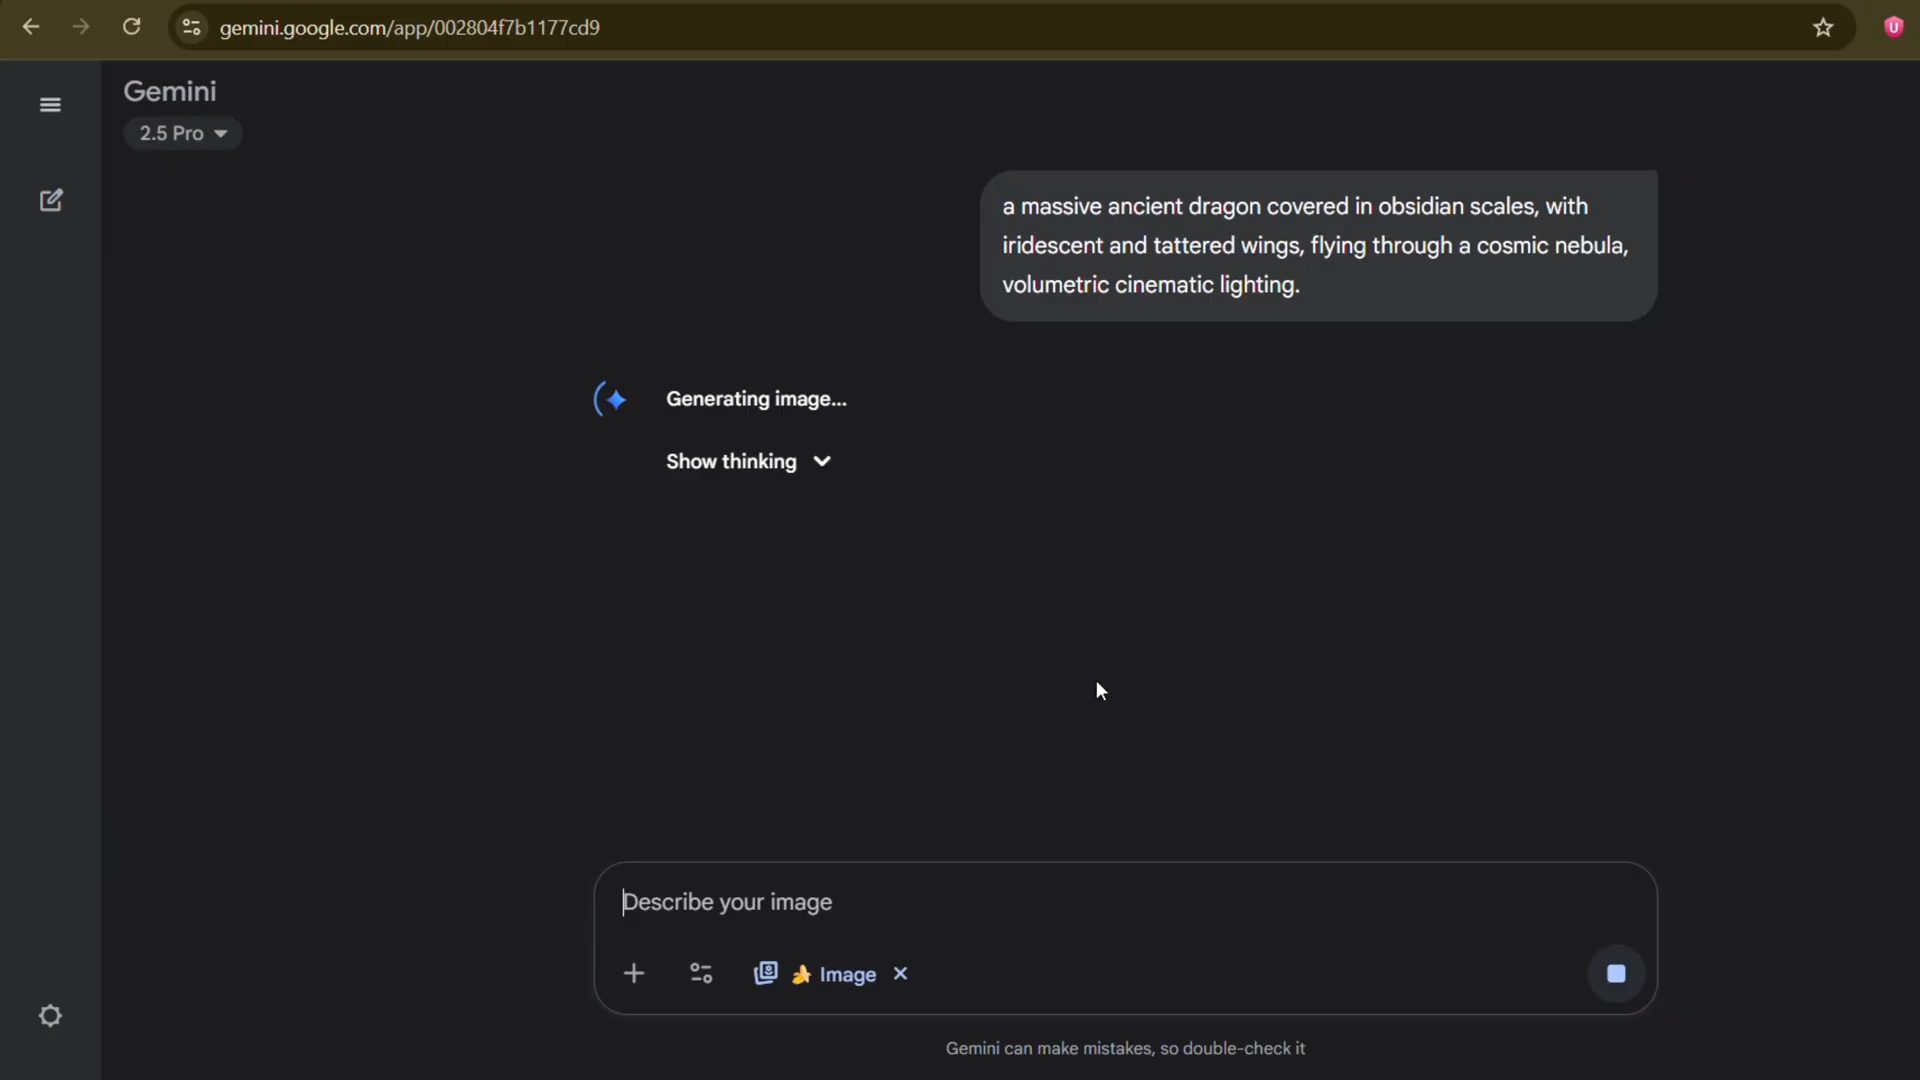 gemini.google.com/app/002804f7b1177cd9
U
Gemini
2.5 Pro
a massive ancient dragon covered in obsidian scales, with
iridescent and tattered wings, flying through a cosmic nebula,
volumetric cinematic lighting.
Generating image...
Show thinking
Describe your image
Image
Gemini can make mistakes, so double-check it